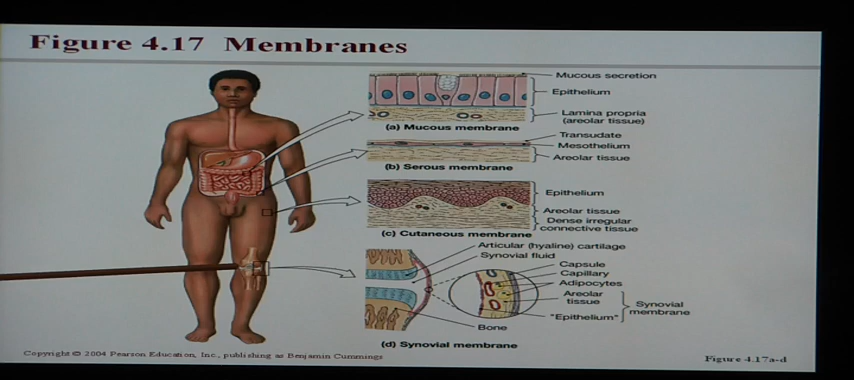 Figure 4.17 Membranes
Mucous secretion
Epithelium
Lamina propria
(areolar tissue)
(a) Mucous membrane
Transudate
Mesothelium
Areolar tissue
(b) Serous membrane
Epithelium
Areolar tissue
Dense irregular
connective tissue
(c) Cutaneous membrane
Articular (hyaline) cartilage
Synovial fluid
Capsule
Capillary
Adipocytes
Areolar
tissue
Synovial
membrane
"Epithelium"
Bone
(d) Synovial membrane
Copyright © 2004 Pearson Education, Inc., publishing as Benjamin Cummings
Figure 4.17a-d